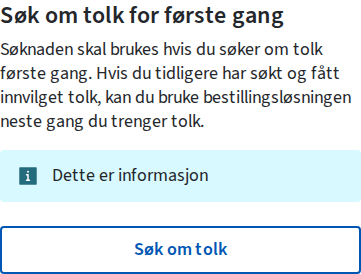 Søk om tolk for første gang
Søknaden skal brukes hvis du søker om tolk
første gang. Hvis du tidligere har søkt og fått
innvilget tolk, kan du bruke bestillingsløsningen
neste gang du trenger tolk.
Dette er informasjon
Søk om tolk